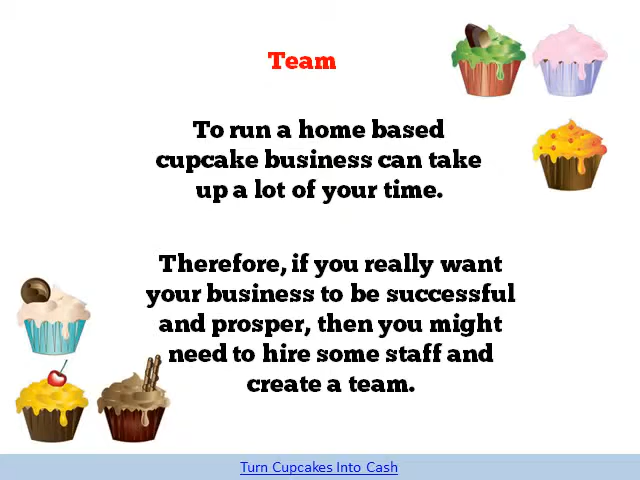 Team
To run a home based
cupcake business can take
up a lot of your time.
Therefore, if you really want
your business to be successful
and prosper, then you might
need to hire some staff and
create a team.
Turn Cupcakes Into Cash